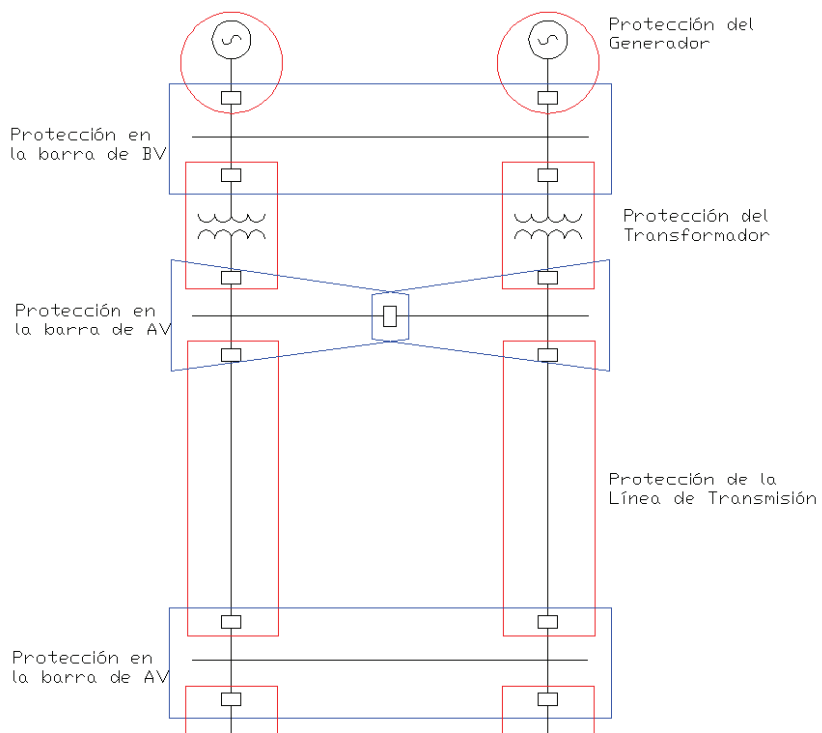 Protección del
Generador
Protección en
la barra de BV
Protección del
Transformador
Protección en
la barra de AV
Protección de la
Línea de Transmisión
Protección en
la barra de AV